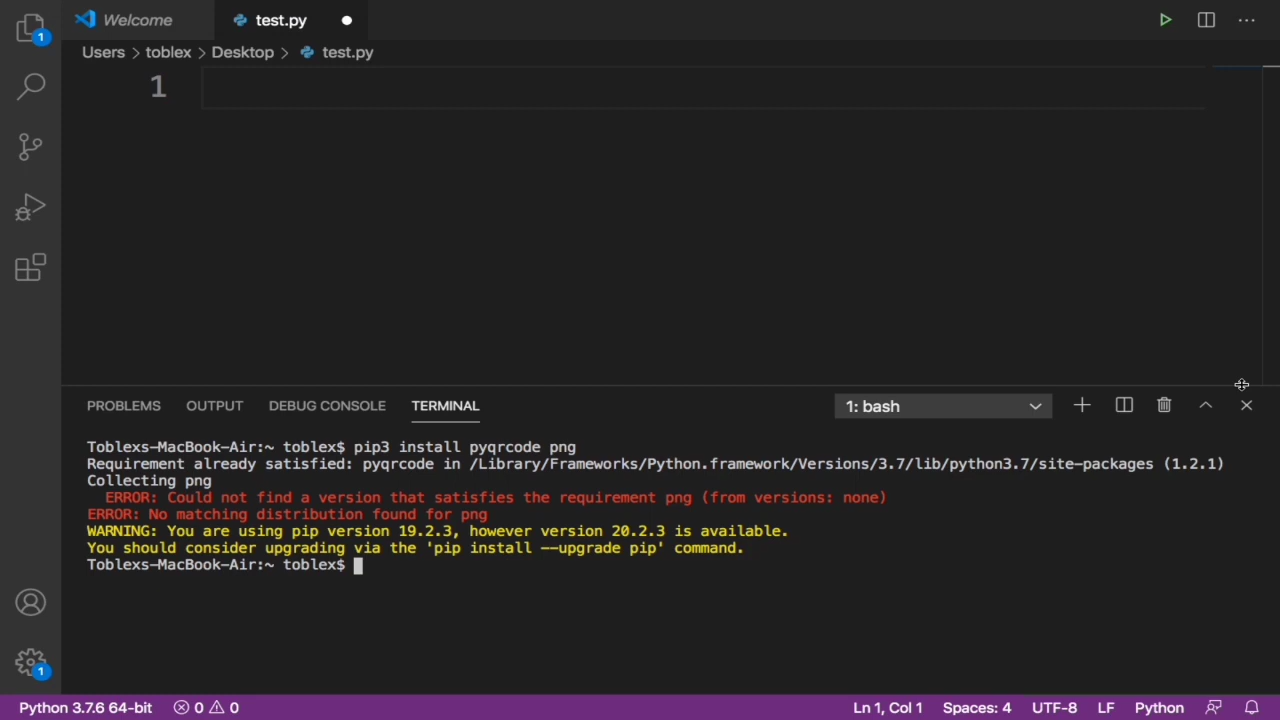 1
Welcome
test.py
Users > toblex > Desktop > test.py
1
PROBLEMS OUTPUT DEBUG CONSOLE TERMINAL 1: bash
Toblexs-MacBook-Air:~ toblex$ pip3 install pyqrcode png
Requirement already satisfied: pyqrcode in /Library/Frameworks/Python.framework/Versions/3.7/lib/python3.7/site-packages (1.2.1)
Collecting png
ERROR: Could not find a version that satisfies the requirement png (from versions: none)
ERROR: No matching distribution found for png
WARNING: You are using pip version 19.2.3, however version 20.2.3 is available.
You should consider upgrading via the 'pip install --upgrade pip' command.
Toblexs-MacBook-Air:~ toblex$
1
Python 3.7.6 64-bit 0 0 Ln 1, Col 1 Spaces: 4 UTF-8 LF Python